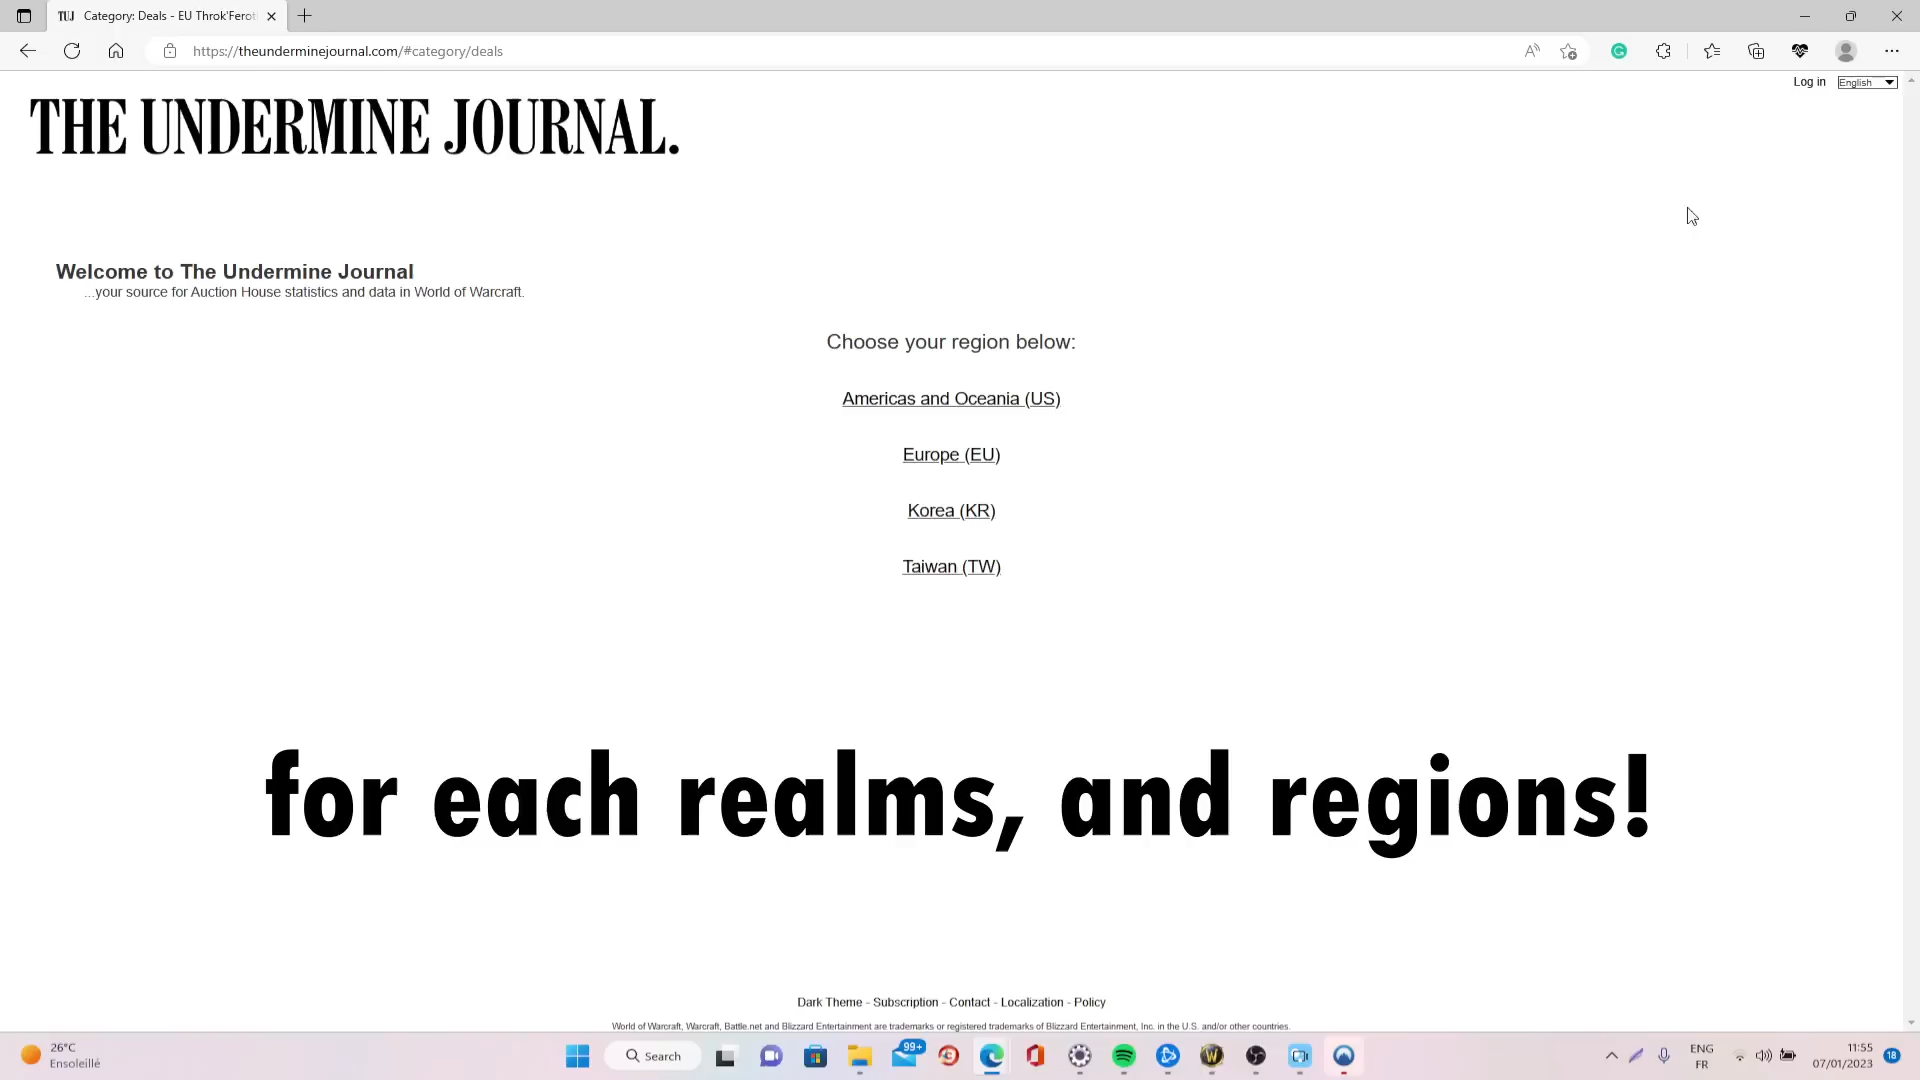 TUJ Category: Deals - EU Throk'Ferot
https://theunderminejournal.com/#category/deals
Log in English
THE UNDERMINE JOURNAL.
Welcome to The Undermine Journal
...your source for Auction House statistics and data in World of Warcraft.
Choose your region below:
Americas and Oceania (US)
Europe (EU)
Korea (KR)
Taiwan (TW)
for each realms, and regions!
Dark Theme - Subscription - Contact - Localization - Policy
World of Warcraft, Warcraft, Battle.net and Blizzard Entertainment are trademarks or registered trademarks of Blizzard Entertainment, Inc. in the U.S. and/or other countries.
26°C
Ensoleillé
Search
99+
ENG
FR
11:55
07/01/2023
18